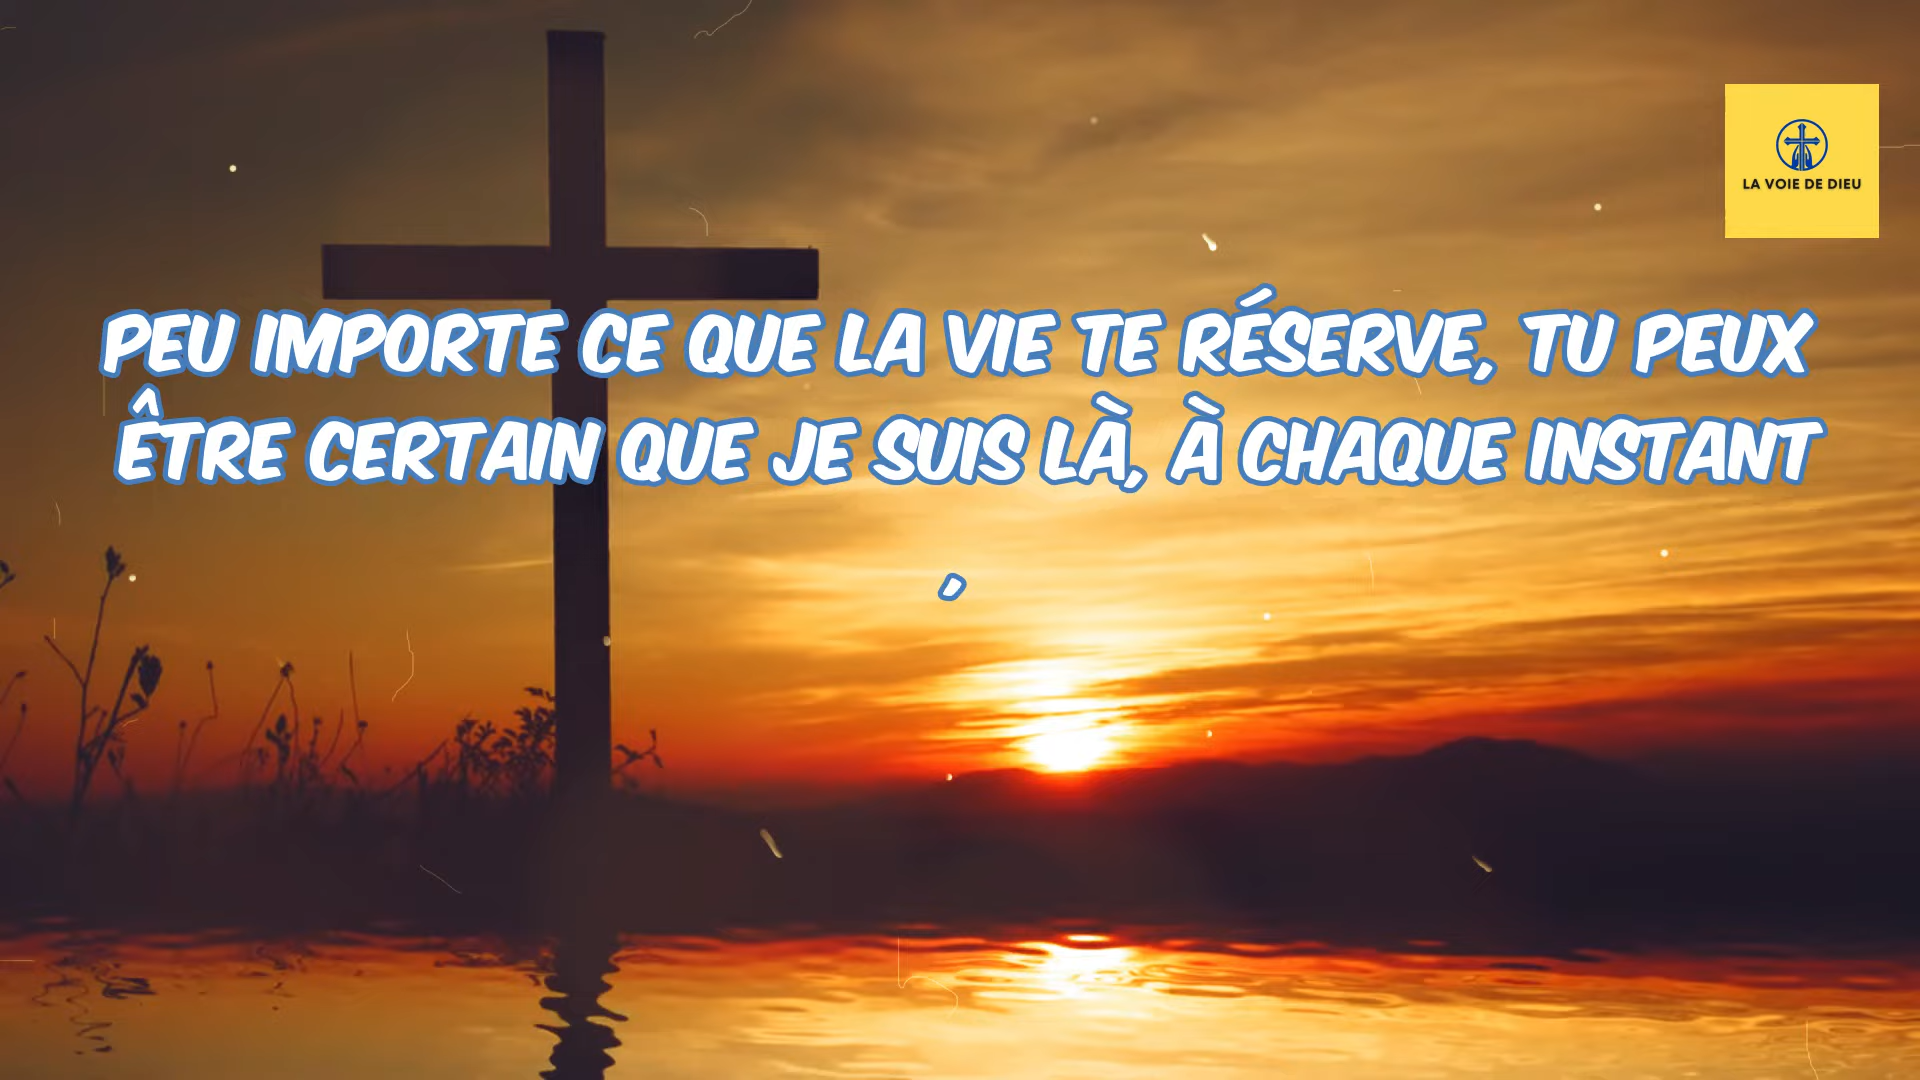 LA VOIE DE DIEU
PEU IMPORTE CE QUE LA VIE TE RÉSERVE, TU PEUX
ÊTRE CERTAIN QUE JE SUIS LÀ, À CHAQUE INSTANT
,